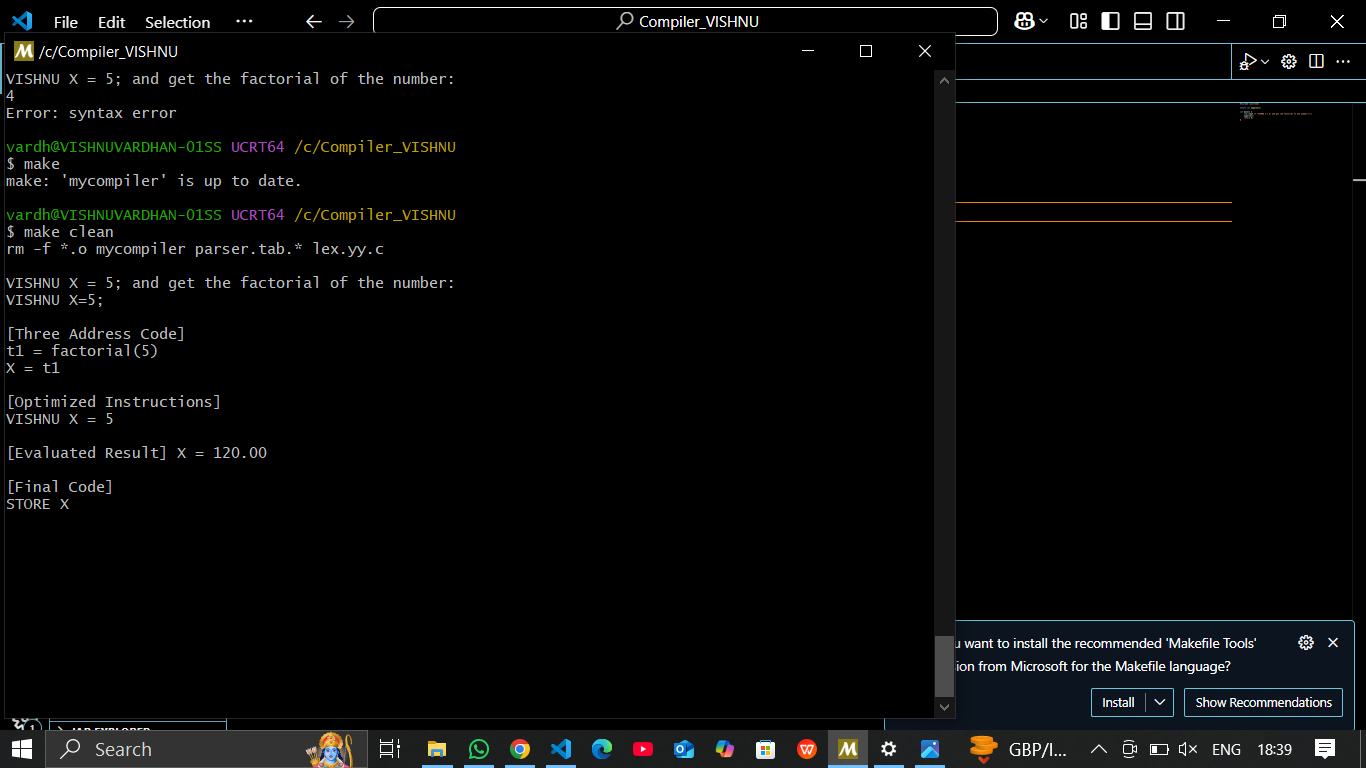 File Edit Selection ...
Compiler_VISHNU
/c/Compiler_VISHNU
VISHNU X = 5; and get the factorial of the number:
4
Error: syntax error
vardh@VISHNUVARDHAN-01SS UCRT64 /c/Compiler_VISHNU
$ make
make: 'mycompiler' is up to date.
vardh@VISHNUVARDHAN-01SS UCRT64 /c/Compiler_VISHNU
$ make clean
rm -f *.o mycompiler parser.tab.* lex.yy.c
VISHNU X = 5; and get the factorial of the number:
VISHNU X=5;
[Three Address Code]
t1 = factorial(5)
X = t1
[Optimized Instructions]
VISHNU X = 5
[Evaluated Result] X = 120.00
[Final Code]
STORE X
u want to install the recommended 'Makefile Tools'
sion from Microsoft for the Makefile language?
Install
Show Recommendations
Search
GBP/I...
ENG
18:39